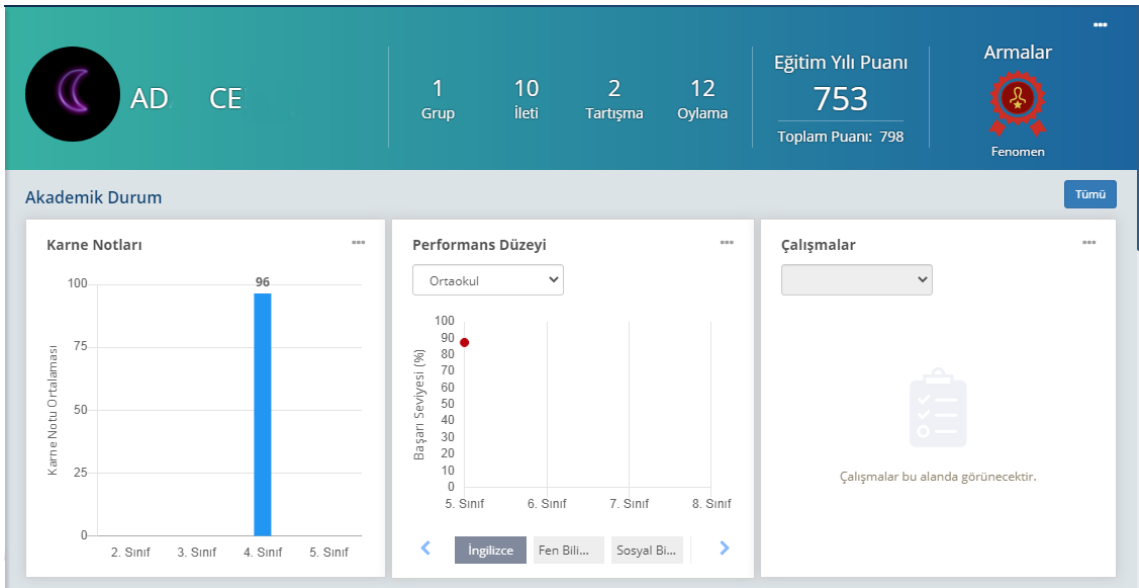 AD CE
1
Grup
10
İleti
2
Tartışma
12
Oylama
Eğitim Yılı Puanı
753
Toplam Puanı: 798
Armalar
Fenomen
Akademik Durum
Tümü
Karne Notları
Karne Notu Ortalaması
100
75
50
25
0
96
2. Sınıf 3. Sınıf 4. Sınıf 5. Sınıf
Performans Düzeyi
Ortaokul
Başarı Seviyesi (%)
100
90
80
70
60
50
40
30
20
10
0
5. Sınıf 6. Sınıf 7. Sınıf 8. Sınıf
İngilizce Fen Bili... Sosyal Bi...
Çalışmalar
Çalışmalar bu alanda görünecektir.